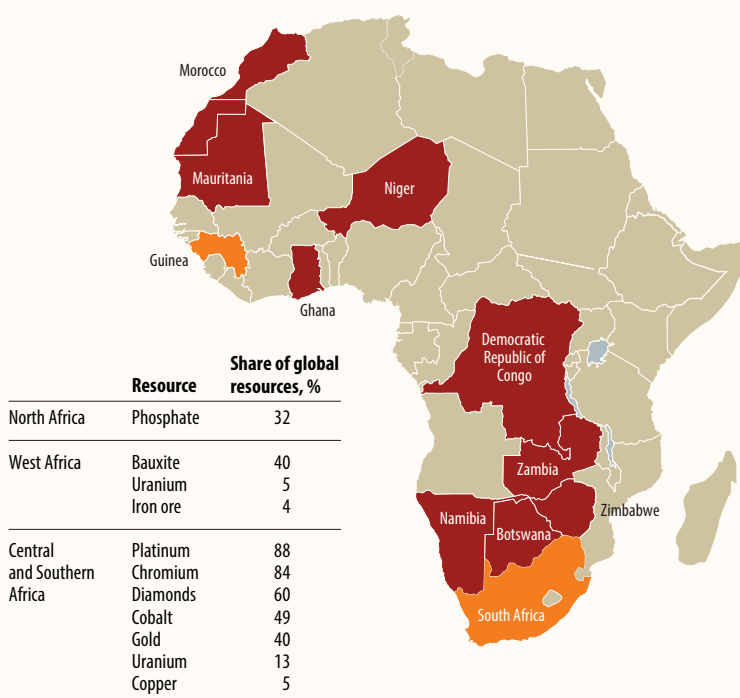 Morocco
Mauritania
Niger
Guinea
Ghana
Democratic
Republic of
Congo
Zambia
Zimbabwe
Namibia
Botswana
South Africa
Share of global
Resource resources, %
North Africa Phosphate 32
West Africa Bauxite 40
Uranium 5
Iron ore 4
Central Platinum 88
and Southern Chromium 84
Africa Diamonds 60
Cobalt 49
Gold 40
Uranium 13
Copper 5